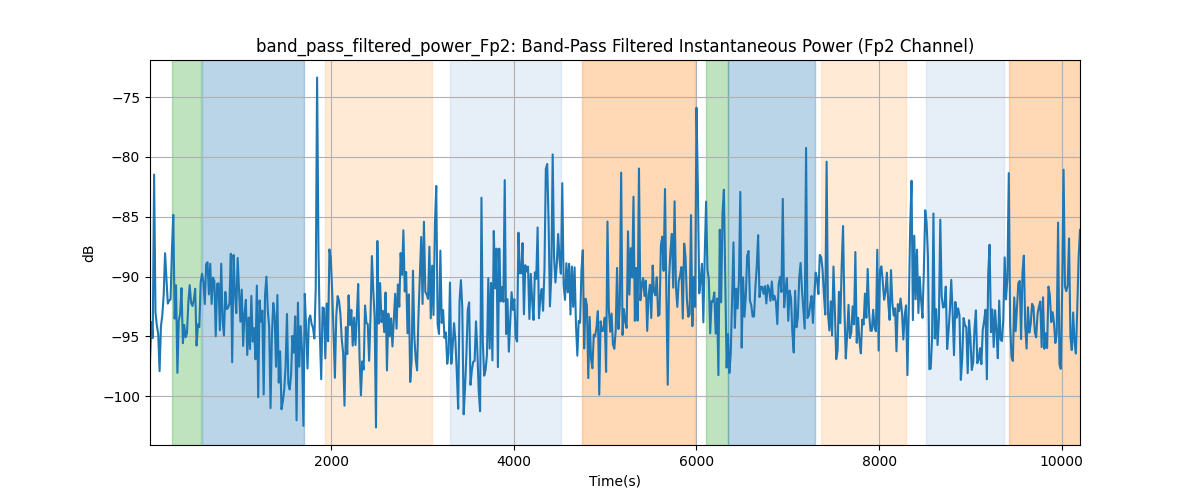 band_pass_filtered_power_Fp2: Band-Pass Filtered Instantaneous Power (Fp2 Channel)
−75
−80
−85
−90
−95
−100
dB
2000 4000 6000 8000 10000
Time(s)